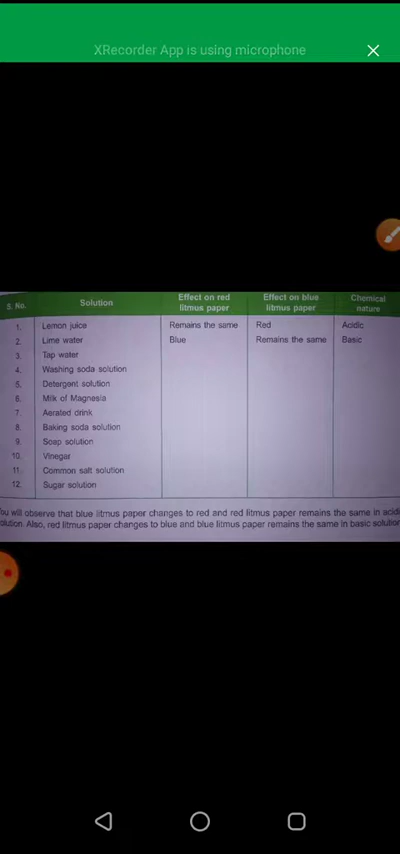 XRecorder App is using microphone
S. No. Solution Effect on red litmus paper Effect on blue litmus paper Chemical nature
1. Lemon juice Remains the same Red Acidic
2. Lime water Blue Remains the same Basic
3. Tap water
4. Washing soda solution
5. Detergent solution
6. Milk of Magnesia
7. Aerated drink
8. Baking soda solution
9. Soap solution
10. Vinegar
11. Common salt solution
12. Sugar solution
ou will observe that blue litmus paper changes to red and red litmus paper remains the same in acidi
olution. Also, red litmus paper changes to blue and blue litmus paper remains the same in basic solution